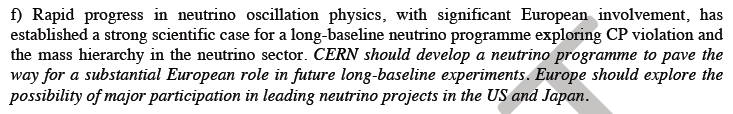 f) Rapid progress in neutrino oscillation physics, with significant European involvement, has
established a strong scientific case for a long-baseline neutrino programme exploring CP violation and
the mass hierarchy in the neutrino sector. CERN should develop a neutrino programme to pave the
way for a substantial European role in future long-baseline experiments. Europe should explore the
possibility of major participation in leading neutrino projects in the US and Japan.